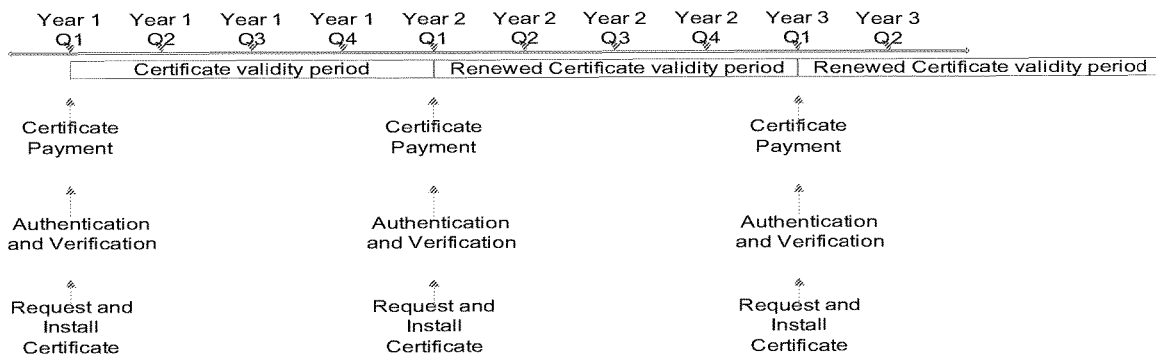 Year 1 Year 1 Year 1 Year 1 Year 2 Year 2 Year 2 Year 2 Year 3 Year 3
Q1 Q2 Q3 Q4 Q1 Q2 Q3 Q4 Q1 Q2
Certificate validity period Renewed Certificate validity period Renewed Certificate validity period
Certificate Certificate Certificate
Payment Payment Payment
Authentication Authentication Authentication
and Verification and Verification and Verification
Request and Request and Request and
Install Install Install
Certificate Certificate Certificate